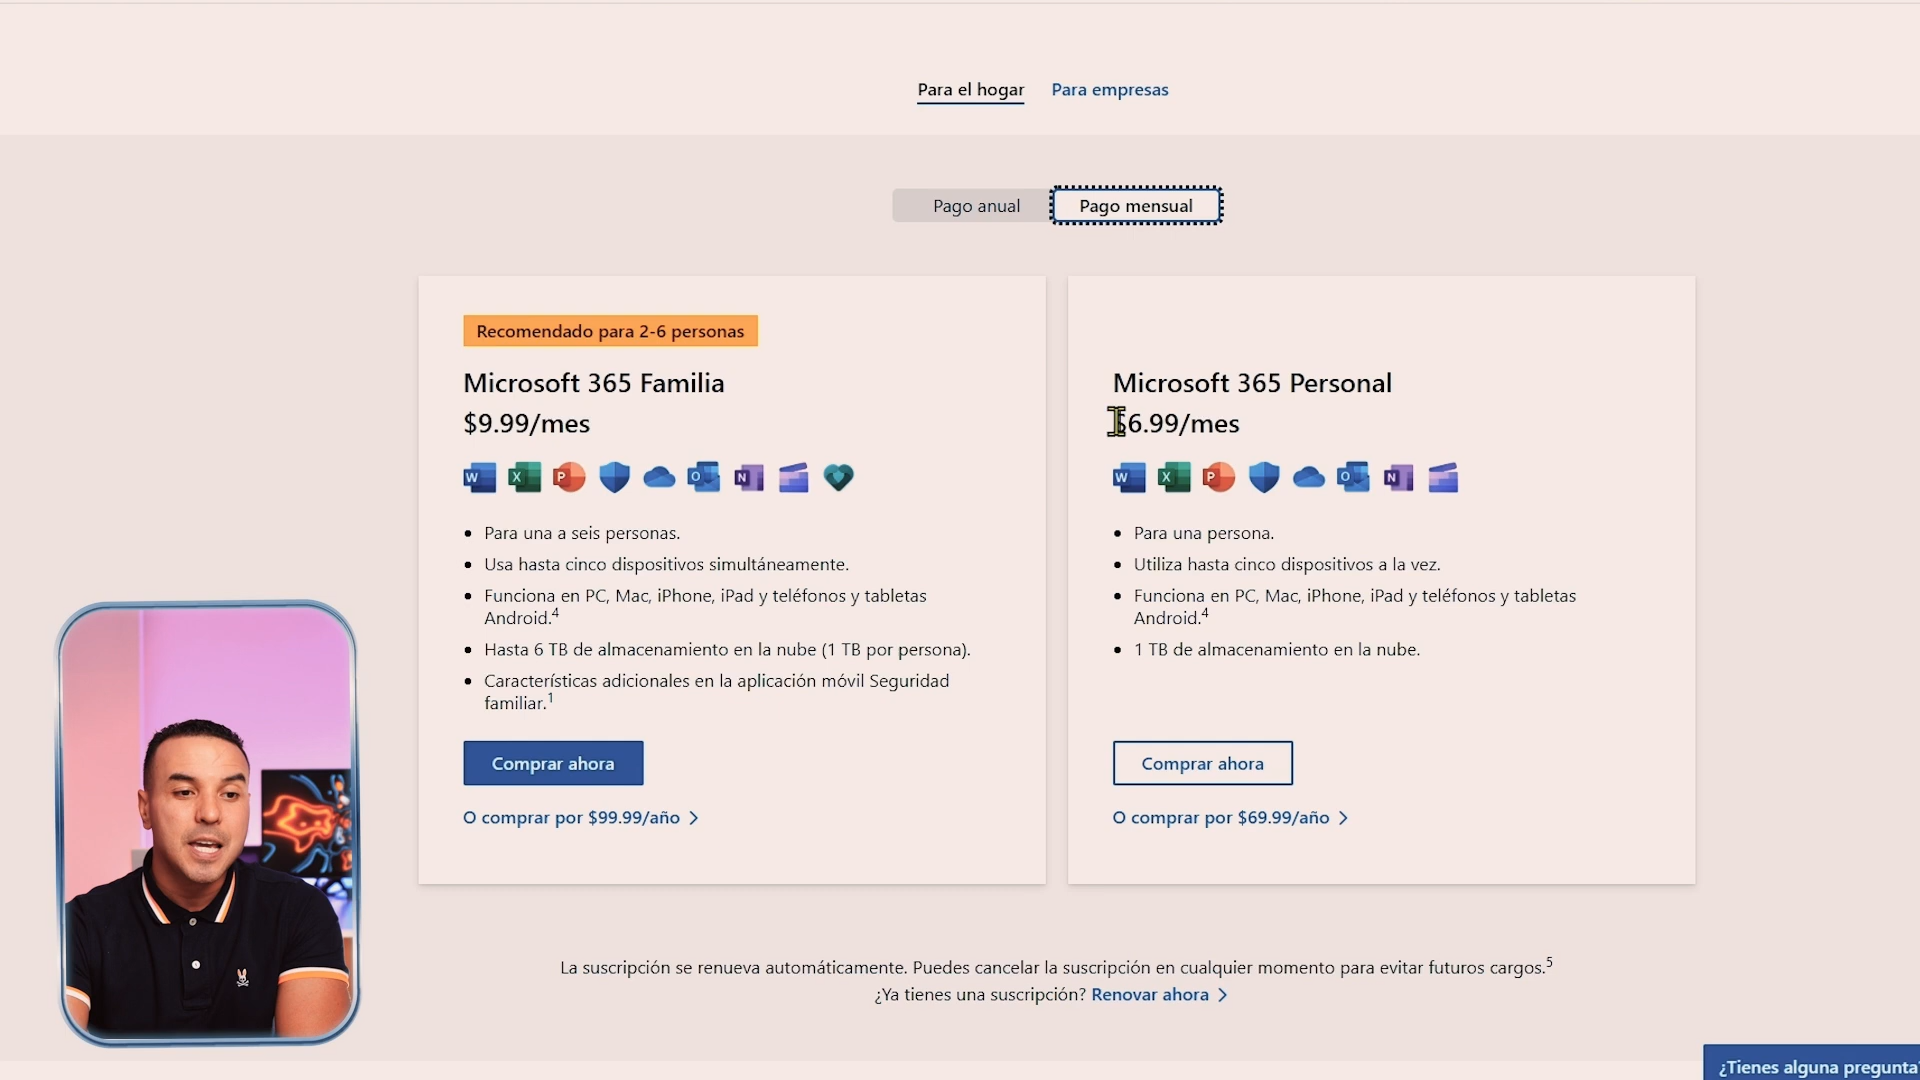 Para el hogar Para empresas
Pago anual Pago mensual
Recomendado para 2-6 personas
Microsoft 365 Familia
$9.99/mes
• Para una a seis personas.
• Usa hasta cinco dispositivos simultáneamente.
• Funciona en PC, Mac, iPhone, iPad y teléfonos y tabletas
Android.4
• Hasta 6 TB de almacenamiento en la nube (1 TB por persona).
• Características adicionales en la aplicación móvil Seguridad
familiar.1
Comprar ahora
O comprar por $99.99/año
Microsoft 365 Personal
$6.99/mes
• Para una persona.
• Utiliza hasta cinco dispositivos a la vez.
• Funciona en PC, Mac, iPhone, iPad y teléfonos y tabletas
Android.4
• 1 TB de almacenamiento en la nube.
Comprar ahora
O comprar por $69.99/año
La suscripción se renueva automáticamente. Puedes cancelar la suscripción en cualquier momento para evitar futuros cargos.5
¿Ya tienes una suscripción? Renovar ahora
¿Tienes alguna pregunta?